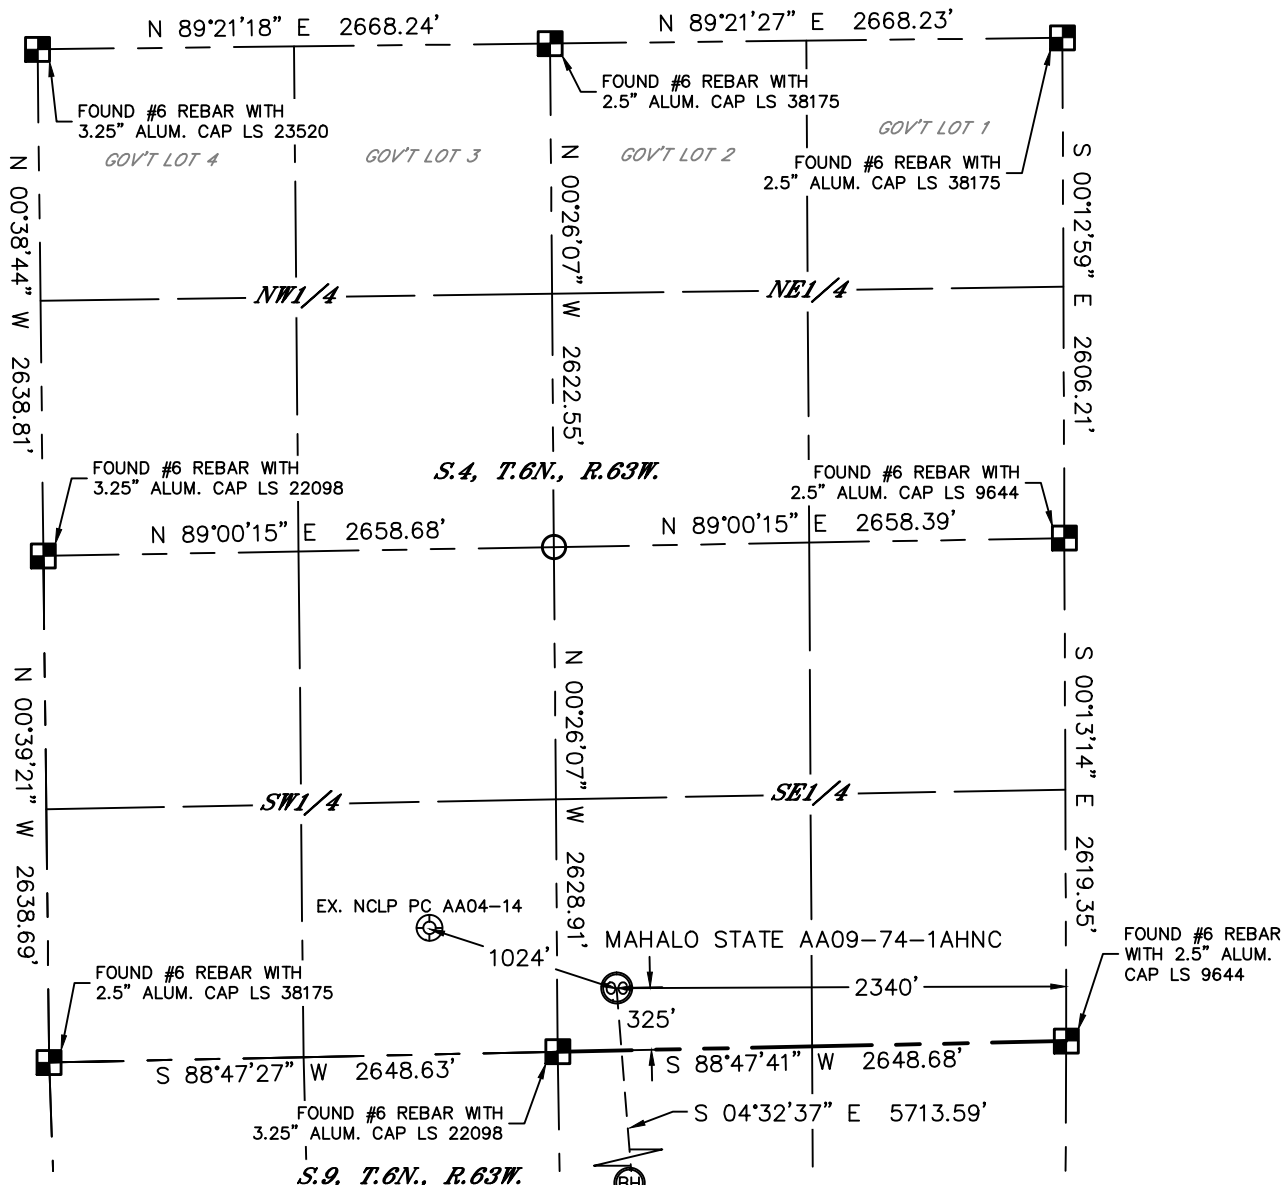 N 89°21'18" E 2668.24'
N 89°21'27" E 2668.23'
FOUND #6 REBAR WITH
3.25" ALUM. CAP LS 23520
FOUND #6 REBAR WITH
2.5" ALUM. CAP LS 38175
FOUND #6 REBAR WITH
2.5" ALUM. CAP LS 38175
GOV'T LOT 4
GOV'T LOT 3
GOV'T LOT 2
GOV'T LOT 1
N 00°38'44" W 2638.81'
N 00°26'07" W 2622.55'
S 00°12'59" E 2606.21'
NW1/4
NE1/4
S.4, T.6N., R.63W.
FOUND #6 REBAR WITH
3.25" ALUM. CAP LS 22098
FOUND #6 REBAR WITH
2.5" ALUM. CAP LS 9644
N 89°00'15" E 2658.68'
N 89°00'15" E 2658.39'
N 00°39'21" W 2638.69'
N 00°26'07" W 2628.91'
S 00°13'14" E 2619.35'
SW1/4
SE1/4
EX. NCLP PC AA04-14
1024'
MAHALO STATE AA09-74-1AHNC
2340'
325'
FOUND #6 REBAR
WITH 2.5" ALUM.
CAP LS 9644
FOUND #6 REBAR WITH
2.5" ALUM. CAP LS 38175
S 88°47'27" W 2648.63'
S 88°47'41" W 2648.68'
FOUND #6 REBAR WITH
3.25" ALUM. CAP LS 22098
S 04°32'37" E 5713.59'
S.9, T.6N., R.63W.
BH